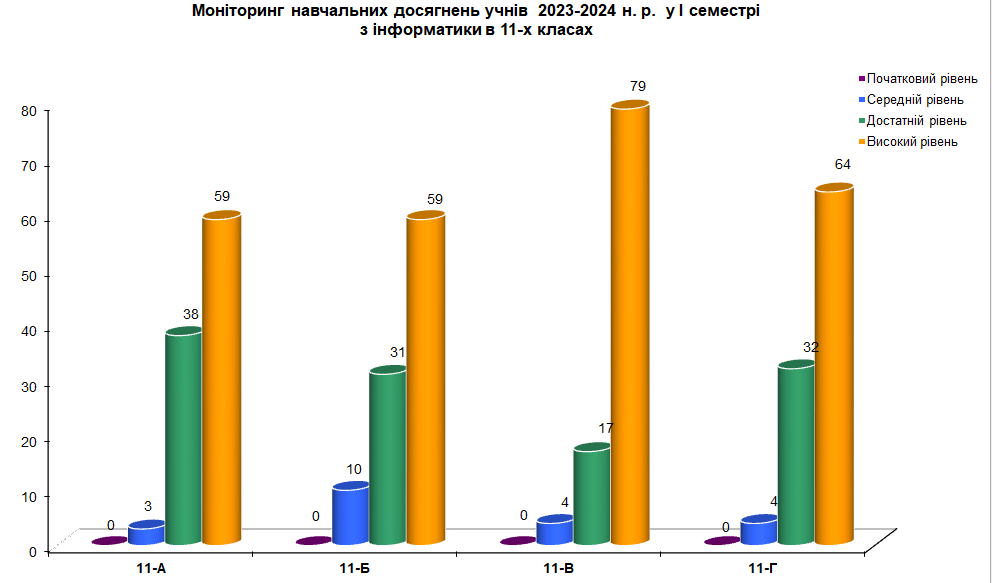 Моніторинг навчальних досягнень учнів 2023-2024 н. р. у І семестрі
з інформатики в 11-х класах
Початковий рівень
Середній рівень
Достатній рівень
Високий рівень
80
70
60
50
40
30
20
10
0
0
3
38
59
0
10
31
59
0
4
17
79
0
4
32
64
11-А
11-Б
11-В
11-Г